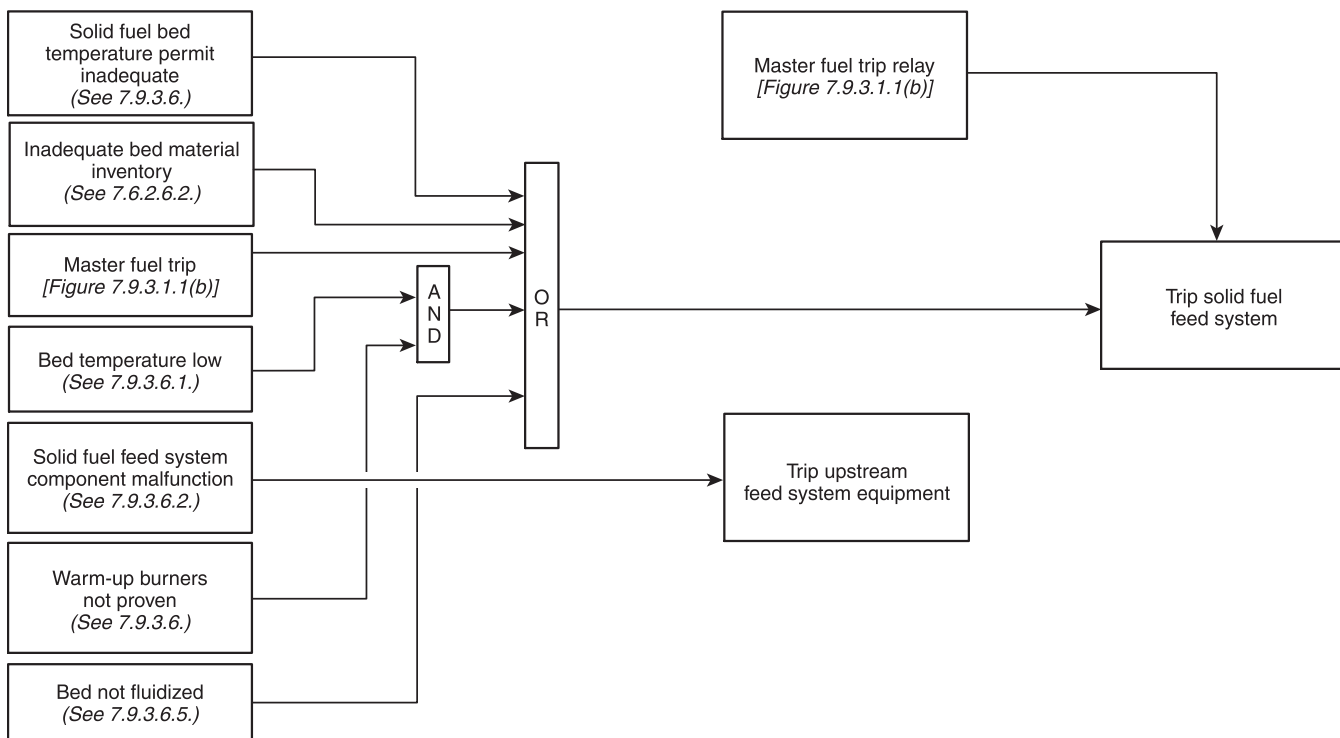 Solid fuel bed
temperature permit
inadequate
(See 7.9.3.6.)
Inadequate bed material
inventory
(See 7.6.2.6.2.)
Master fuel trip
[Figure 7.9.3.1.1(b)]
Bed temperature low
(See 7.9.3.6.1.)
Solid fuel feed system
component malfunction
(See 7.9.3.6.2.)
Warm-up burners
not proven
(See 7.9.3.6.)
Bed not fluidized
(See 7.9.3.6.5.)
A
N
D
O
R
Master fuel trip relay
[Figure 7.9.3.1.1(b)]
Trip solid fuel
feed system
Trip upstream
feed system equipment